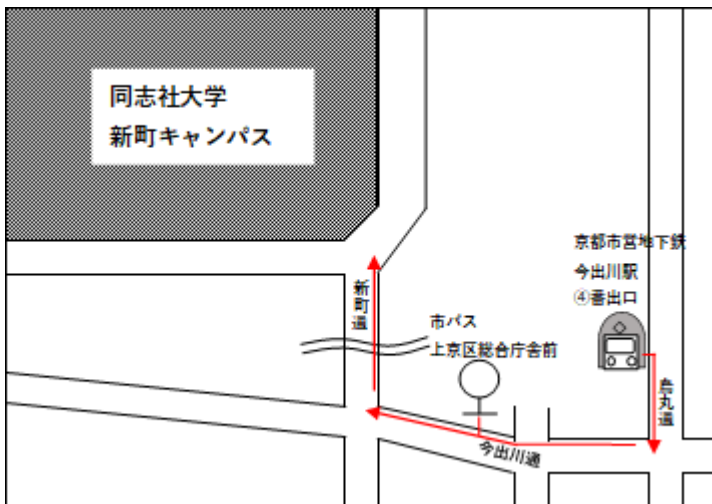 同志社大学
新町キャンパス
京都市営地下鉄
今出川駅
④番出口
新町通
市バス
上京区総合庁舎前
烏丸通
今出川通